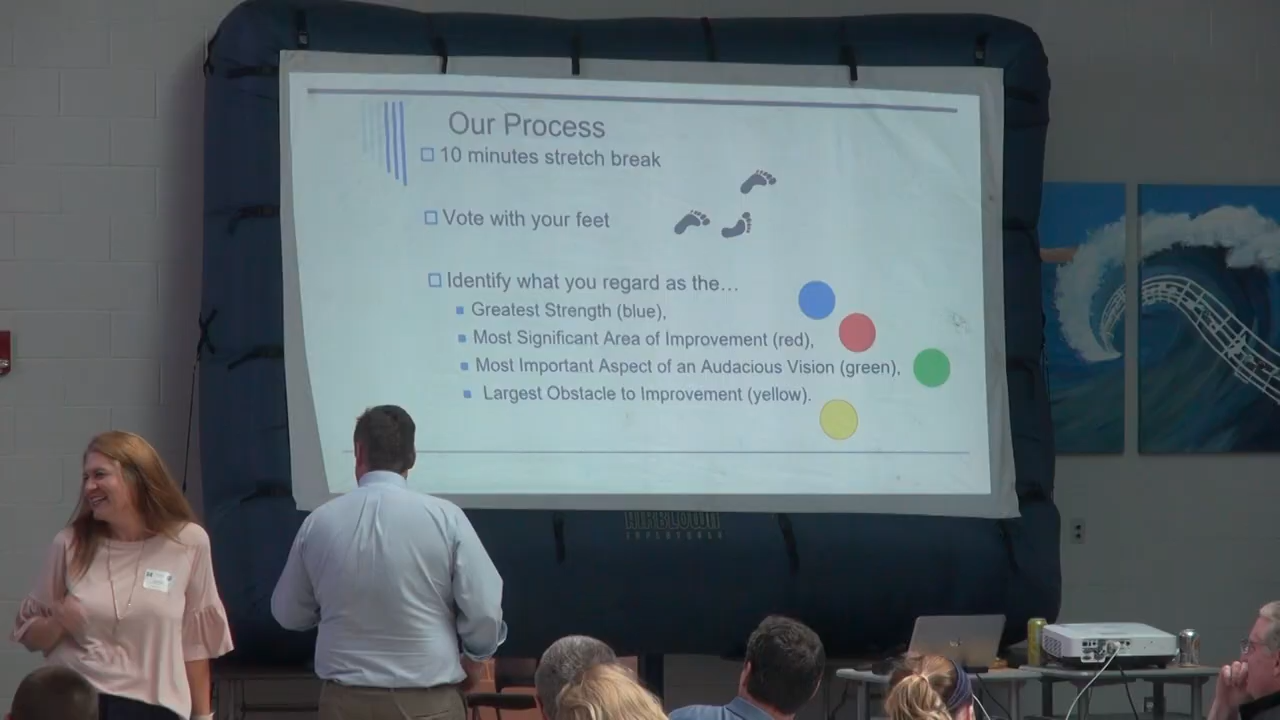 Our Process
10 minutes stretch break
Vote with your feet
Identify what you regard as the…
Greatest Strength (blue),
Most Significant Area of Improvement (red),
Most Important Aspect of an Audacious Vision (green),
Largest Obstacle to Improvement (yellow).
AIRBLOWN
INFLATABLE